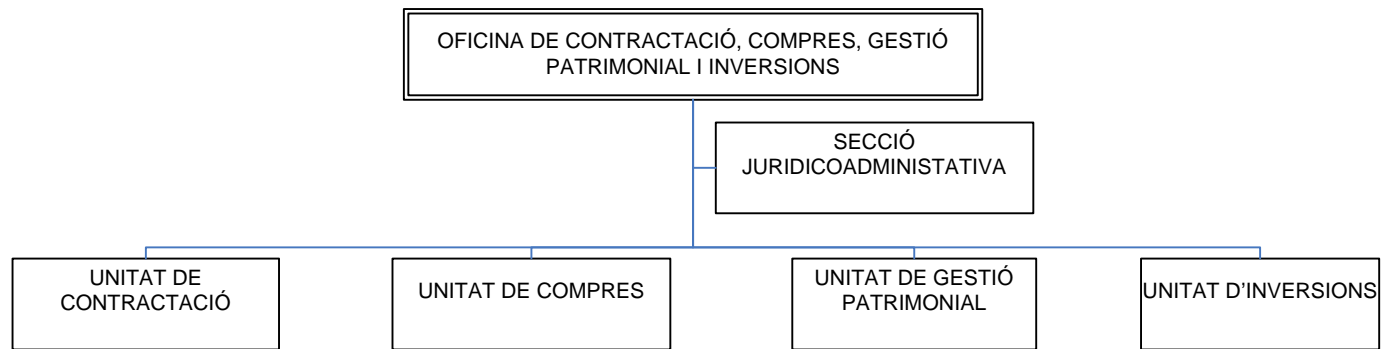 OFICINA DE CONTRACTACIÓ, COMPRES, GESTIÓ
PATRIMONIAL I INVERSIONS
SECCIÓ
JURIDICOADMINISTATIVA
UNITAT DE
CONTRACTACIÓ
UNITAT DE COMPRES
UNITAT DE GESTIÓ
PATRIMONIAL
UNITAT D'INVERSIONS